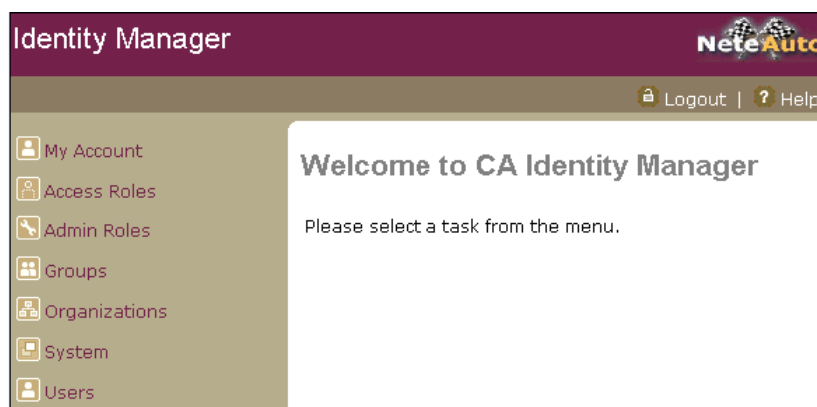 Identity Manager
NeteAuto
Logout | ? Help
My Account
Access Roles
Admin Roles
Groups
Organizations
System
Users
Welcome to CA Identity Manager
Please select a task from the menu.